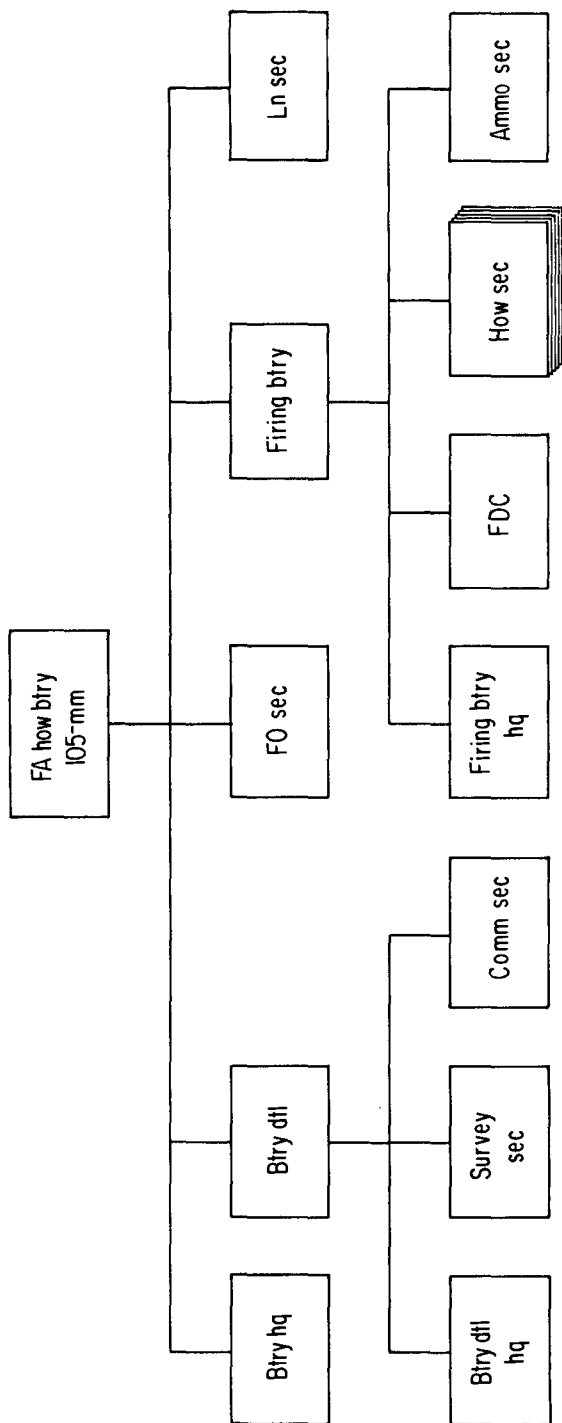 FA how btry
105-mm
Btry hq
Btry dtl
FO sec
Firing btry
Ln sec
Btry dtl
hq
Survey
sec
Comm sec
Firing btry
hq
FDC
How sec
Ammo sec